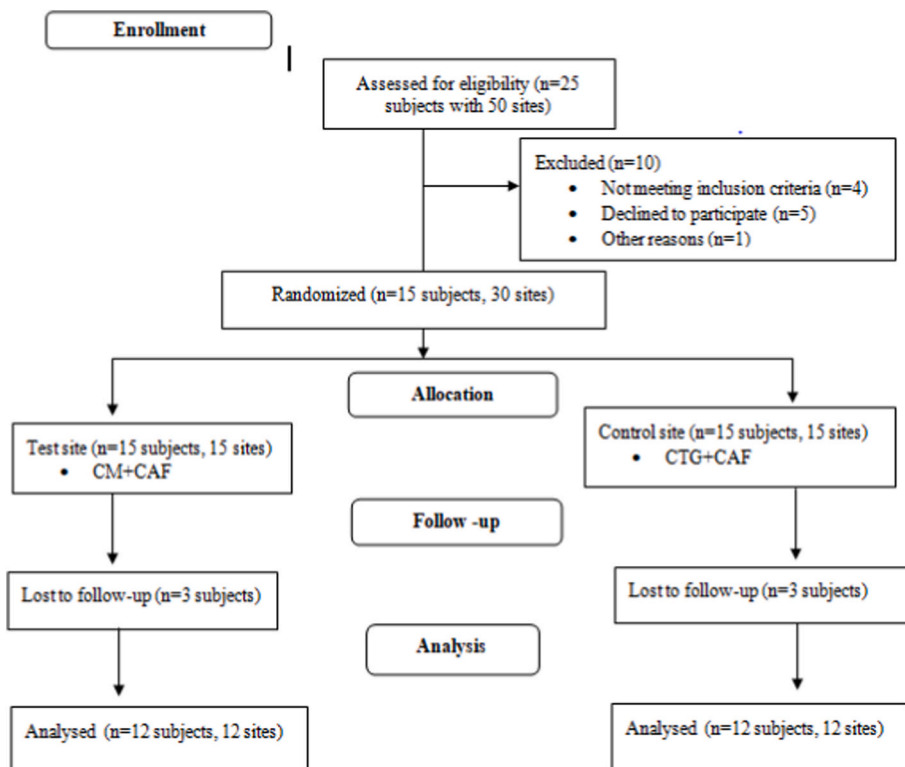 Enrollment
Assessed for eligibility (n=25
subjects with 50 sites)
Excluded (n=10)
• Not meeting inclusion criteria (n=4)
• Declined to participate (n=5)
• Other reasons (n=1)
Randomized (n=15 subjects, 30 sites)
Allocation
Test site (n=15 subjects, 15 sites)
• CM+CAF
Control site (n=15 subjects, 15 sites)
• CTG+CAF
Follow -up
Lost to follow-up (n=3 subjects)
Lost to follow-up (n=3 subjects)
Analysis
Analysed (n=12 subjects, 12 sites)
Analysed (n=12 subjects, 12 sites)